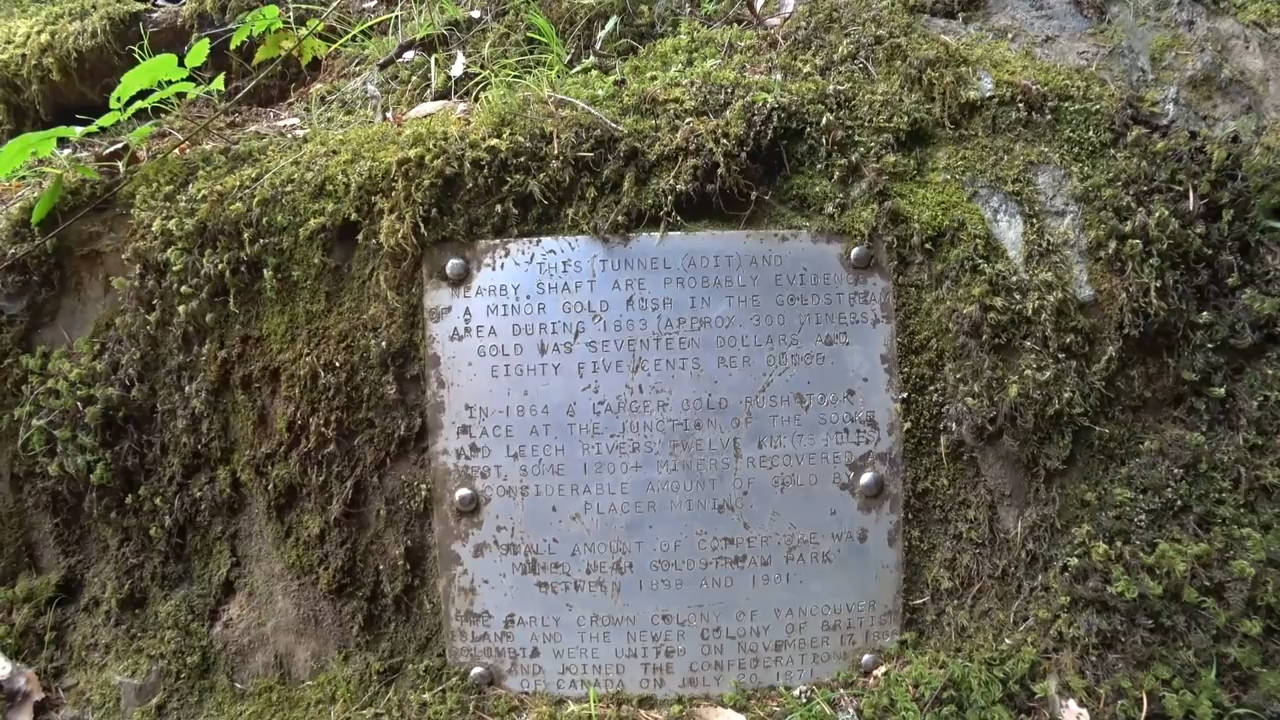 THIS TUNNEL (ADIT) AND
NEARBY SHAFT ARE PROBABLY EVIDENCE
OF A MINOR GOLD RUSH IN THE GOLDSTREAM
AREA DURING 1863 (APPROX. 300 MINERS).
GOLD WAS SEVENTEEN DOLLARS AND
EIGHTY FIVE CENTS PER OUNCE.
IN 1864 A LARGER GOLD RUSH TOOK
PLACE AT THE JUNCTION OF THE SOOKE
AND LEECH RIVERS TWELVE KM (7.5 MILES)
WEST. SOME 1200+ MINERS RECOVERED A
CONSIDERABLE AMOUNT OF GOLD BY
PLACER MINING.
A SMALL AMOUNT OF COPPER ORE WAS
MINED NEAR GOLDSTREAM PARK
BETWEEN 1898 AND 1901.
THE EARLY CROWN COLONY OF VANCOUVER
ISLAND AND THE NEWER COLONY OF BRITISH
COLUMBIA WERE UNITED ON NOVEMBER 17, 1866
AND JOINED THE CONFEDERATION
OF CANADA ON JULY 20, 1871.